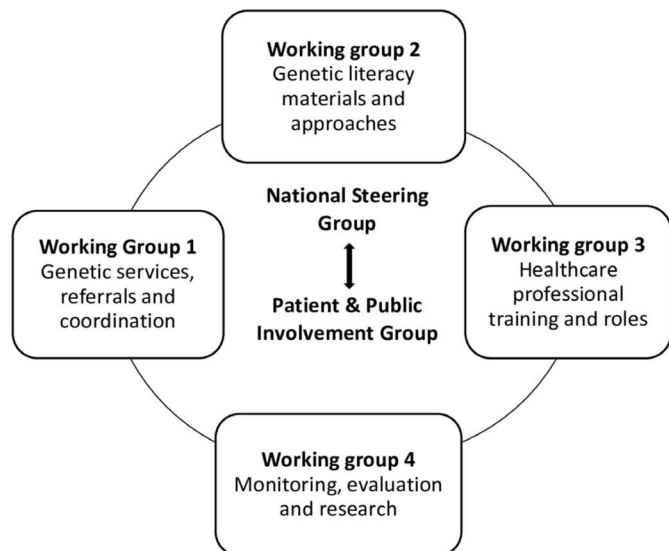 Working group 2
Genetic literacy
materials and
approaches
National Steering
Group
Patient & Public
Involvement Group
Working Group 1
Genetic services,
referrals and
coordination
Working group 3
Healthcare
professional
training and roles
Working group 4
Monitoring, evaluation
and research